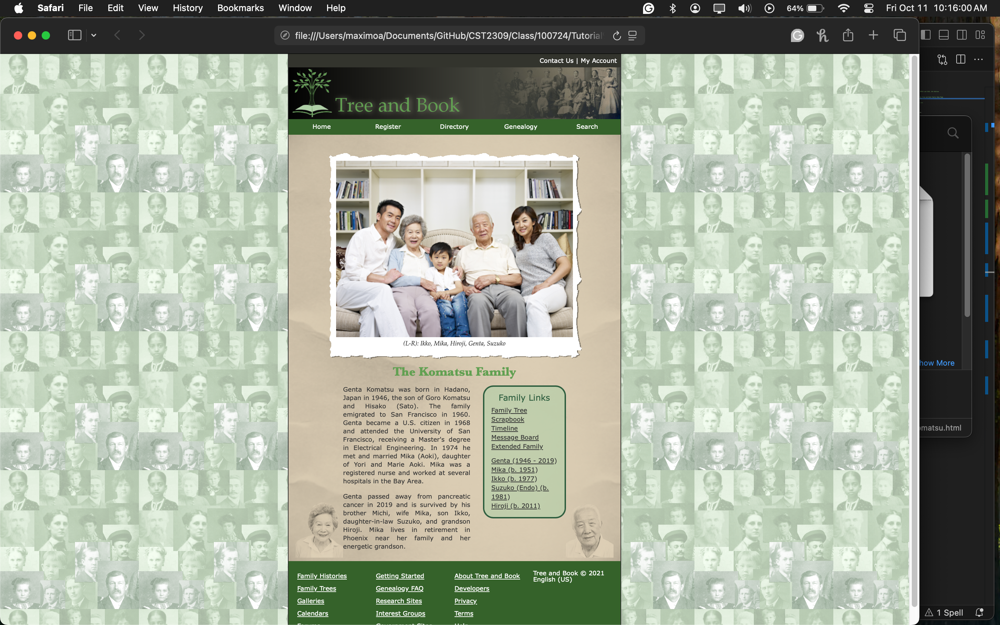 Safari File Edit View History Bookmarks Window Help 64% Fri Oct 11 10:16:00 AM
file:///Users/maximoa/Documents/GitHub/CST2309/Class/100724/Tutorial
Contact Us | My Account
Tree and Book
Home Register Directory Genealogy Search
(L-R): Ikko, Mika, Hiroji, Genta, Suzuko
The Komatsu Family
Genta Komatsu was born in Hadano,
Japan in 1946, the son of Goro Komatsu
and Hisako (Sato). The family
emigrated to San Francisco in 1960.
Genta became a U.S. citizen in 1968
and attended the University of San
Francisco, receiving a Master's degree
in Electrical Engineering. In 1974 he
met and married Mika (Aoki), daughter
of Yori and Marie Aoki. Mika was a
registered nurse and worked at several
hospitals in the Bay Area.
Genta passed away from pancreatic
cancer in 2019 and is survived by his
brother Michi, wife Mika, son Ikko,
daughter-in-law Suzuko, and grandson
Hiroji. Mika lives in retirement in
Phoenix near her family and her
energetic grandson.
Family Links
Family Tree
Scrapbook
Timeline
Message Board
Extended Family
Genta (1946 - 2019)
Mika (b. 1951)
Ikko (b. 1977)
Suzuko (Endo) (b.
1981)
Hiroji (b. 2011)
how More
omatsu.html
Family Histories Getting Started About Tree and Book Tree and Book © 2021
English (US)
Family Trees Genealogy FAQ Developers
Galleries Research Sites Privacy
Calendars Interest Groups Terms
1 Spell